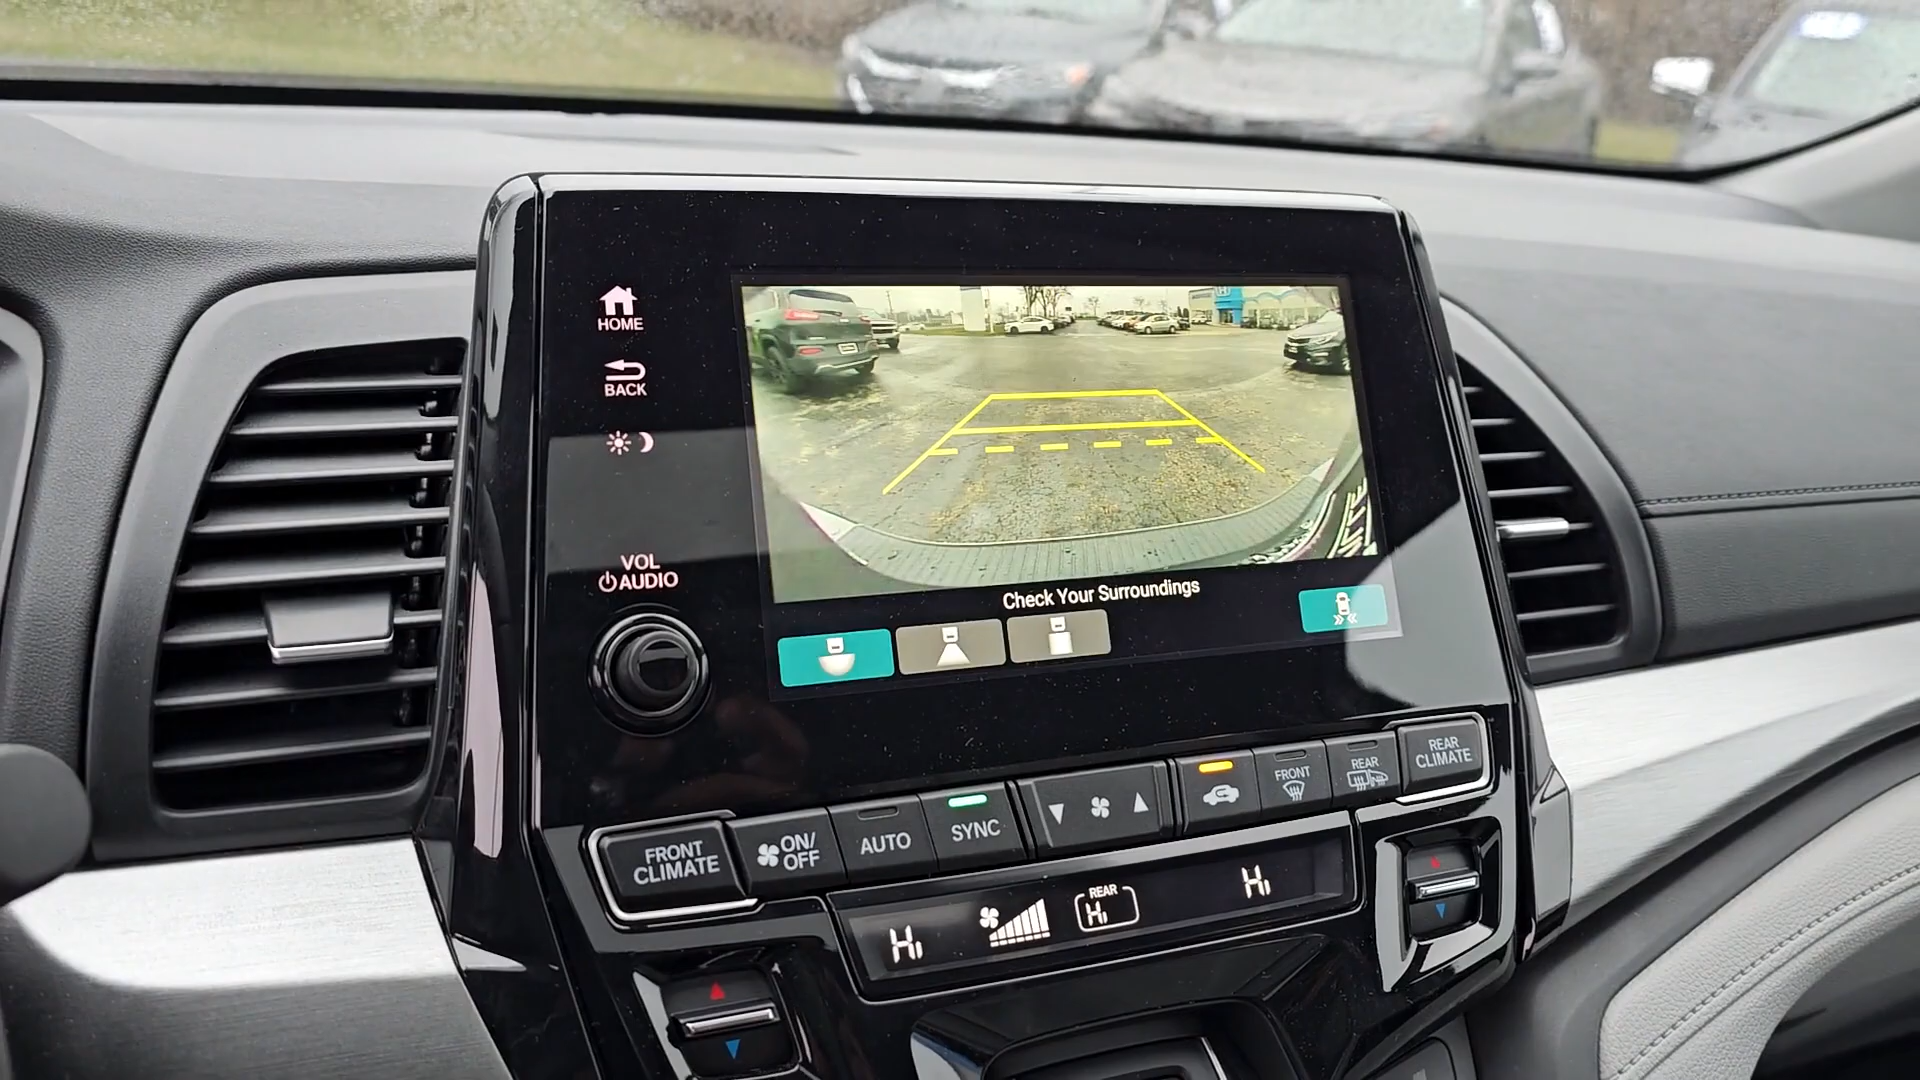 HOME
BACK
VOL
AUDIO
Check Your Surroundings
FRONT
CLIMATE
ON/
OFF
AUTO
SYNC
FRONT
REAR
REAR
CLIMATE
Hi
REAR
Hi
Hi